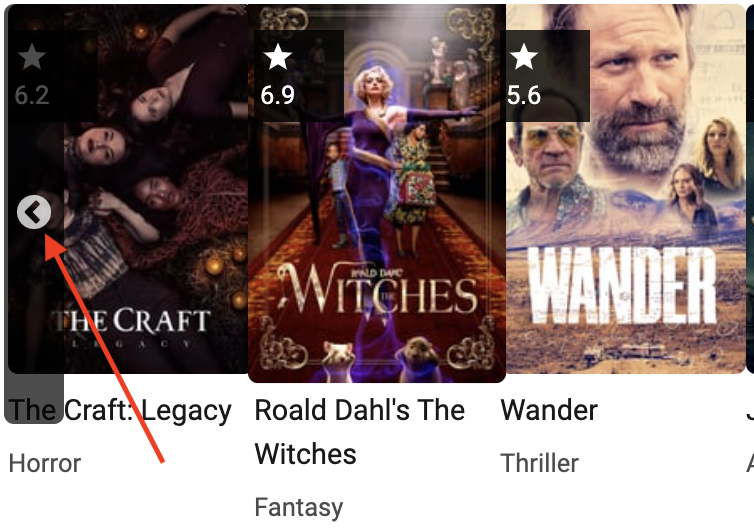 6.2
6.9
5.6
THE CRAFT
LEGACY
ROALD DAHL'S
THE
WITCHES
WANDER
The Craft: Legacy
Roald Dahl's The
Witches
Wander
Horror
Fantasy
Thriller